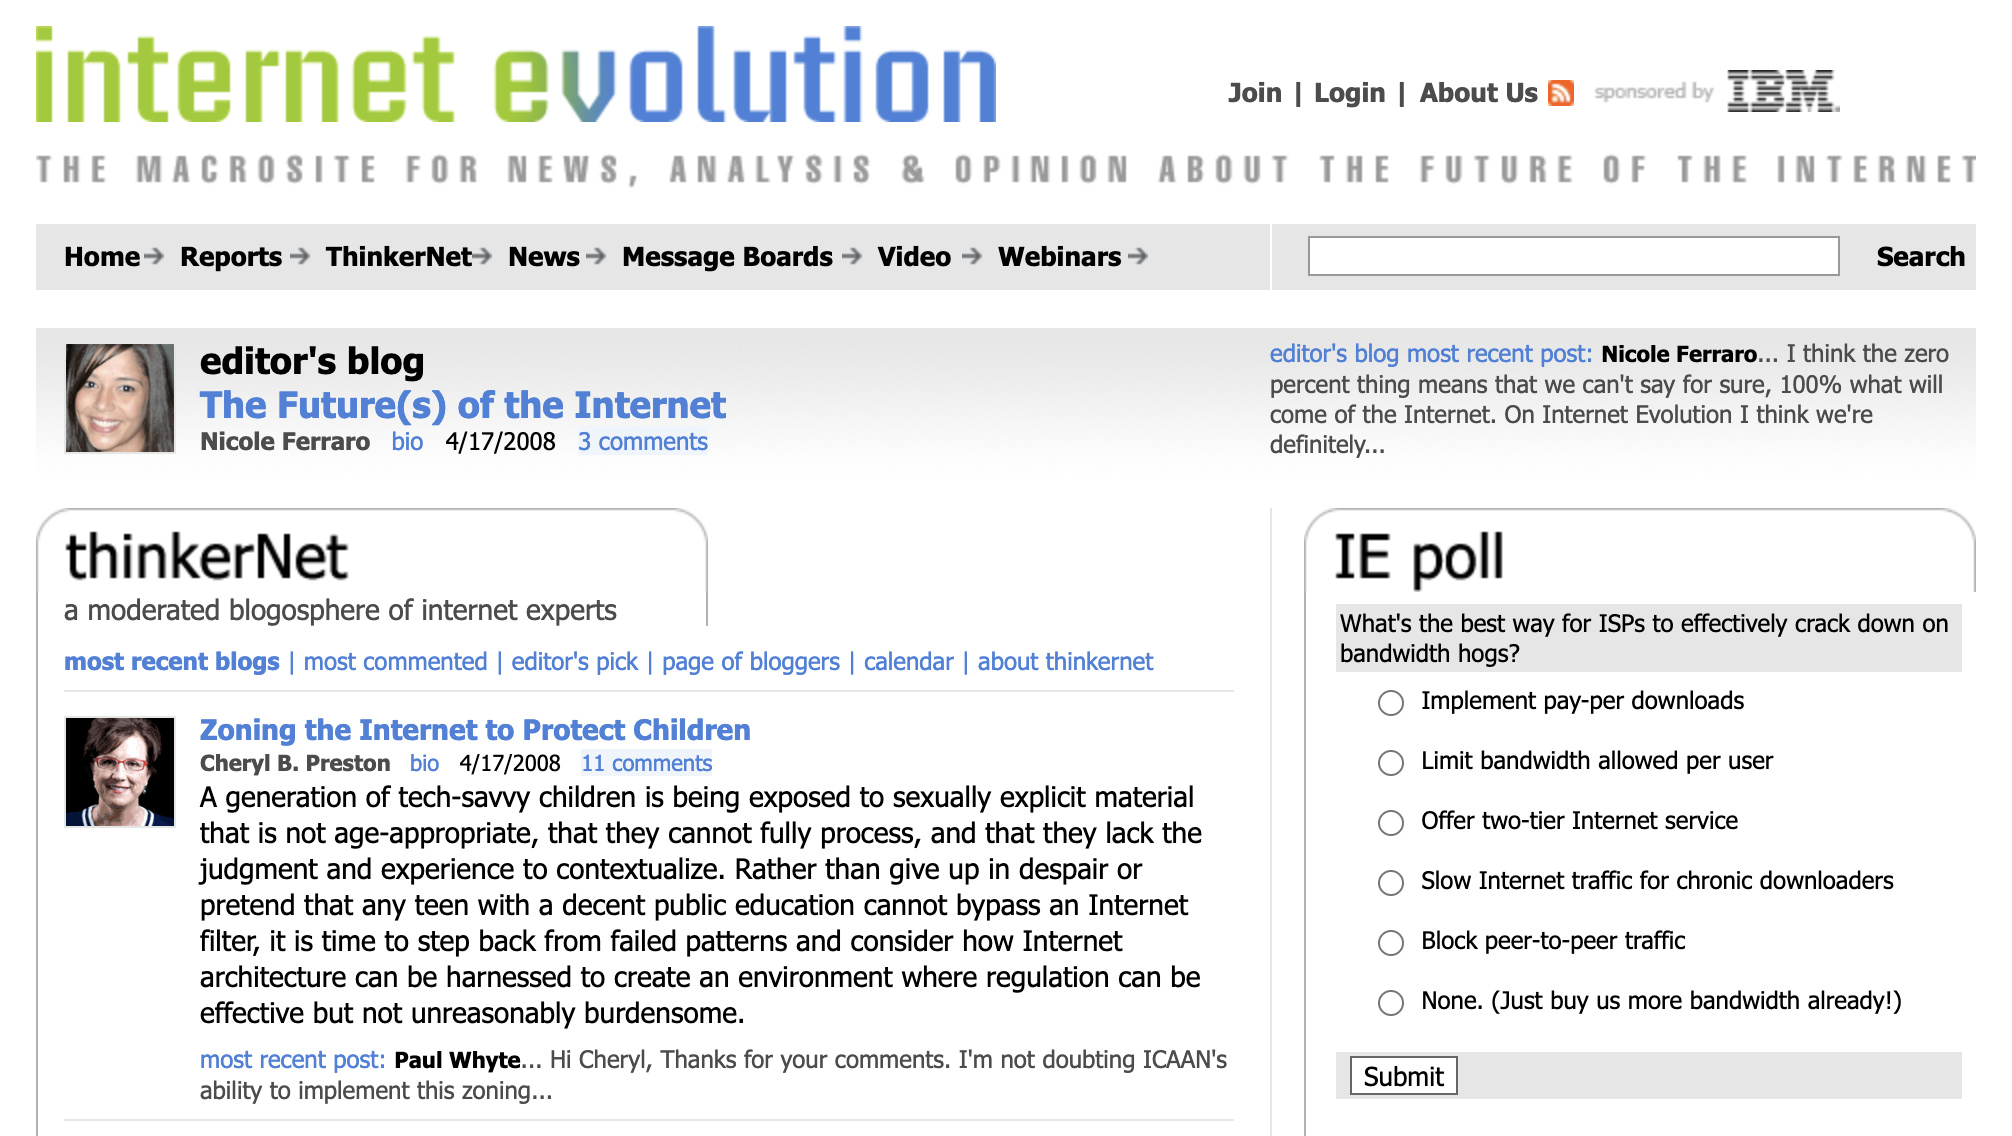 internet evolution
Join | Login | About Us sponsored by IBM
THE MACROSITE FOR NEWS, ANALYSIS & OPINION ABOUT THE FUTURE OF THE INTERNET
Home Reports ThinkerNet News Message Boards Video Webinars Search
editor's blog
The Future(s) of the Internet
Nicole Ferraro bio 4/17/2008 3 comments
editor's blog most recent post: Nicole Ferraro... I think the zero
percent thing means that we can't say for sure, 100% what will
come of the Internet. On Internet Evolution I think we're
definitely...
thinkerNet
a moderated blogosphere of internet experts
most recent blogs | most commented | editor's pick | page of bloggers | calendar | about thinkernet
Zoning the Internet to Protect Children
Cheryl B. Preston bio 4/17/2008 11 comments
A generation of tech-savvy children is being exposed to sexually explicit material
that is not age-appropriate, that they cannot fully process, and that they lack the
judgment and experience to contextualize. Rather than give up in despair or
pretend that any teen with a decent public education cannot bypass an Internet
filter, it is time to step back from failed patterns and consider how Internet
architecture can be harnessed to create an environment where regulation can be
effective but not unreasonably burdensome.
most recent post: Paul Whyte... Hi Cheryl, Thanks for your comments. I'm not doubting ICAAN's
ability to implement this zoning...
IE poll
What's the best way for ISPs to effectively crack down on
bandwidth hogs?
Implement pay-per downloads
Limit bandwidth allowed per user
Offer two-tier Internet service
Slow Internet traffic for chronic downloaders
Block peer-to-peer traffic
None. (Just buy us more bandwidth already!)
Submit